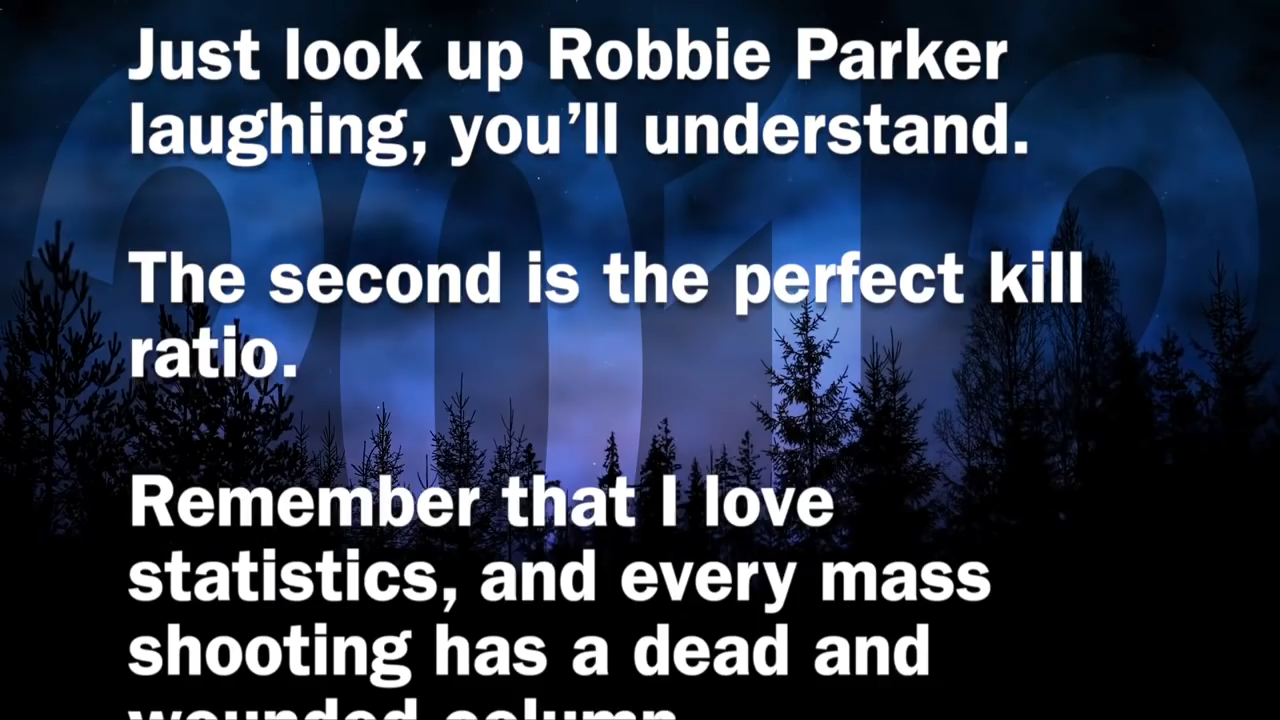 Just look up Robbie Parker
laughing, you’ll understand.
The second is the perfect kill
ratio.
Remember that I love
statistics, and every mass
shooting has a dead and
wounded column.
2012